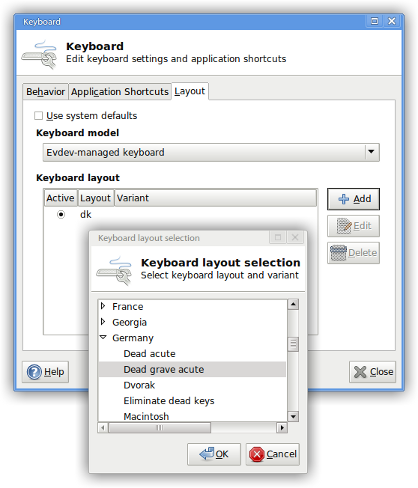 Keyboard
Keyboard
Edit keyboard settings and application shortcuts
Behavior Application Shortcuts Layout
Use system defaults
Keyboard model
Evdev-managed keyboard
Keyboard layout
Active Layout Variant
dk
Add
Edit
Delete
Keyboard layout selection
Keyboard layout selection
Select keyboard layout and variant
France
Georgia
Germany
Dead acute
Dead grave acute
Dvorak
Eliminate dead keys
Macintosh
OK Cancel
Help Close